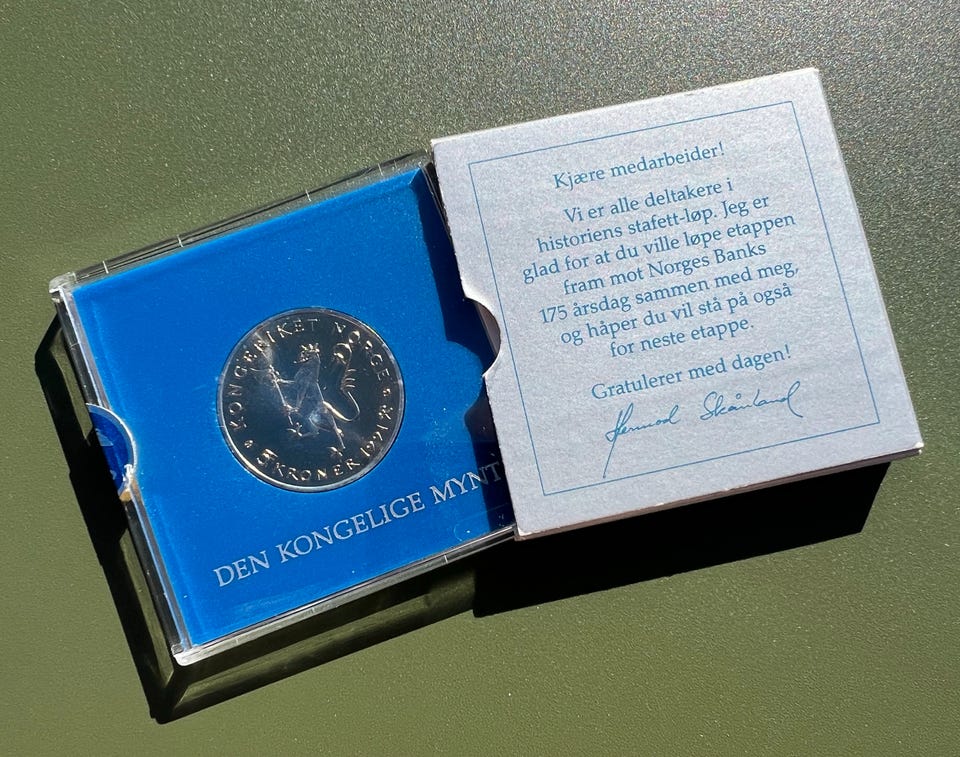 KONGERIKET NORGE
5 KRONER 1991
DEN KONGELIGE MYNT
Kjære medarbeider!
Vi er alle deltakere i
historiens stafett-løp. Jeg er
glad for at du ville løpe etappen
fram mot Norges Banks
175 årsdag sammen med meg,
og håper du vil stå på også
for neste etappe.
Gratulerer med dagen!
Hermod Skånland